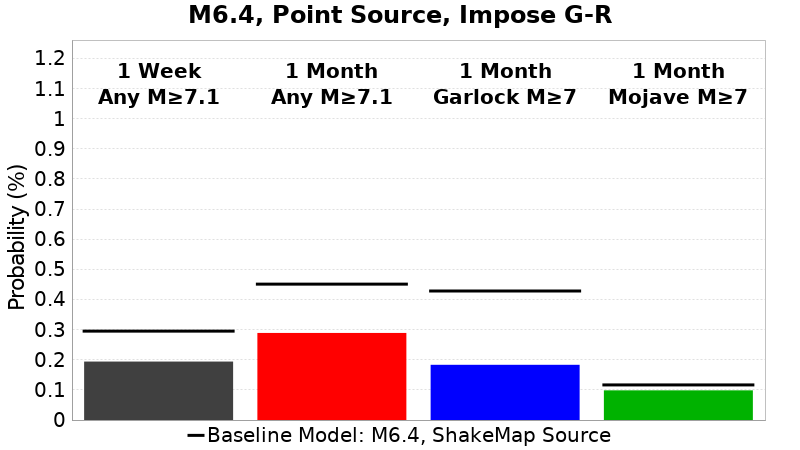 M6.4, Point Source, Impose G-R
1.2
1.1
1
0.9
0.8
0.7
0.6
0.5
0.4
0.3
0.2
0.1
0
Probability (%)
1 Week
Any M≥7.1
1 Month
Any M≥7.1
1 Month
Garlock M≥7
1 Month
Mojave M≥7
Baseline Model: M6.4, ShakeMap Source